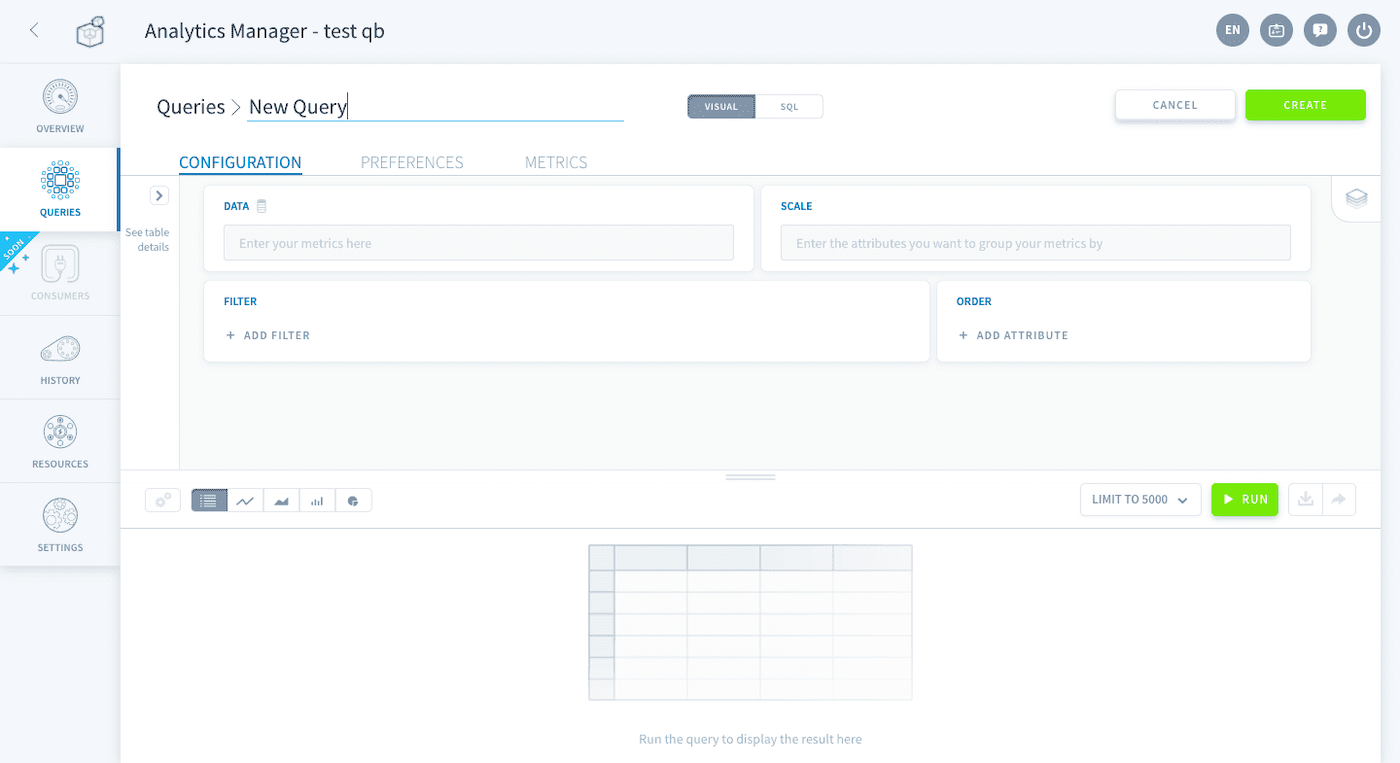 Analytics Manager - test qb
EN
OVERVIEW
QUERIES
SOON
CONSUMERS
HISTORY
RESOURCES
SETTINGS
Queries > New Query
VISUAL
SQL
CANCEL
CREATE
CONFIGURATION
PREFERENCES
METRICS
See table
details
DATA
Enter your metrics here
SCALE
Enter the attributes you want to group your metrics by
FILTER
+ ADD FILTER
ORDER
+ ADD ATTRIBUTE
LIMIT TO 5000
RUN
Run the query to display the result here